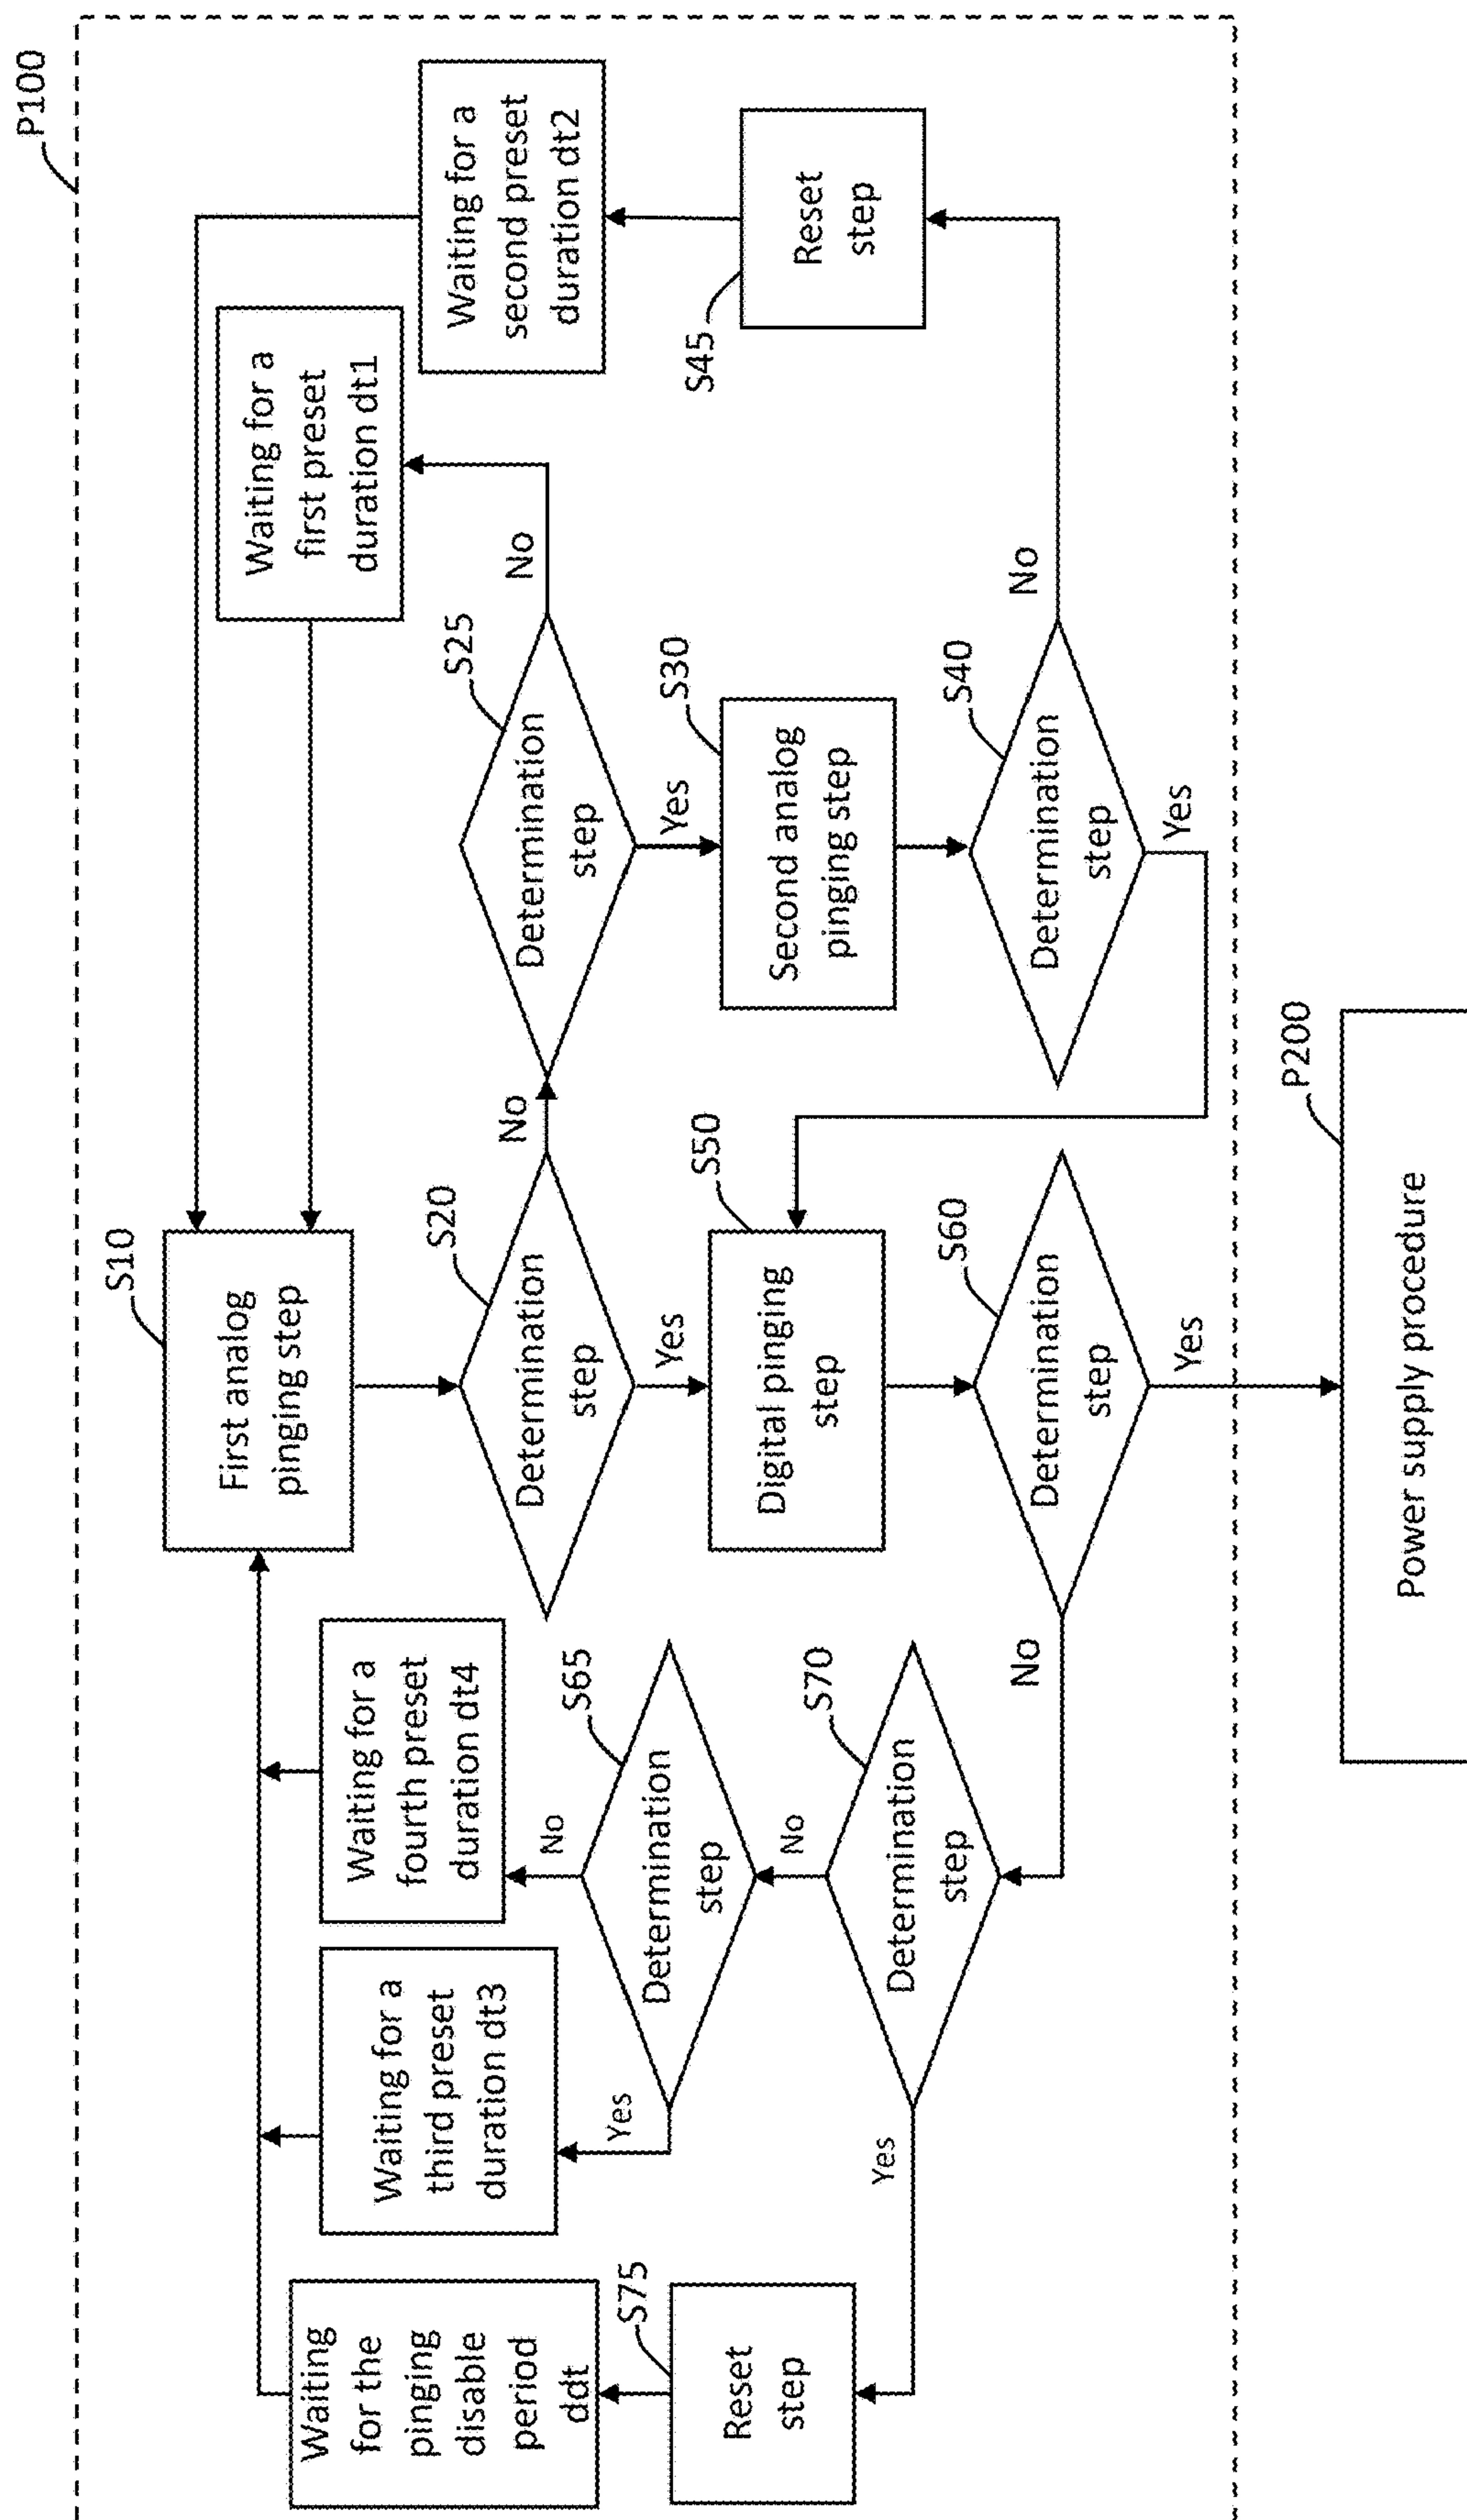 P100
S10
First analog
pinging step
Waiting for a
first preset
duration dt1
Waiting for a
second preset
duration dt2
S20
Determination
step
No
Yes
S25
Determination
step
No
Yes
S30
Second analog
pinging step
S40
Determination
step
No
Yes
S45
Reset
step
S50
Digital pinging
step
S60
Determination
step
No
Yes
S70
Determination
step
No
Yes
S65
Determination
step
No
Yes
Waiting for a
fourth preset
duration dt4
Waiting for a
third preset
duration dt3
S75
Reset
step
Waiting
for the
pinging
disable
period
ddt
P200
Power supply procedure